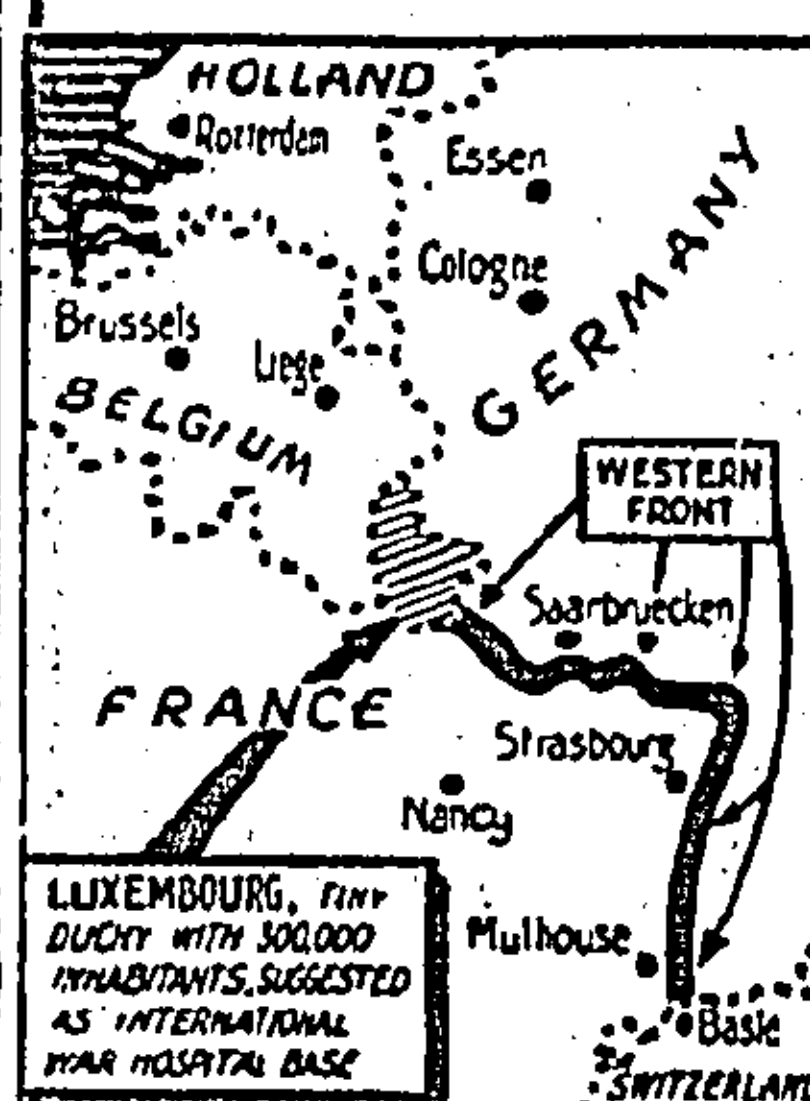 HOLLAND
Rotterdam
Essen
GERMANY
Cologne
Brussels
Liege
BELGIUM
WESTERN
FRONT
Saarbruecken
FRANCE
Strasbourg
Nancy
LUXEMBOURG, TINY
DUCHY WITH 300,000
INHABITANTS, SUGGESTED
AS INTERNATIONAL
WAR HOSPITAL BASE
Mulhouse
Basle
SWITZERLAND